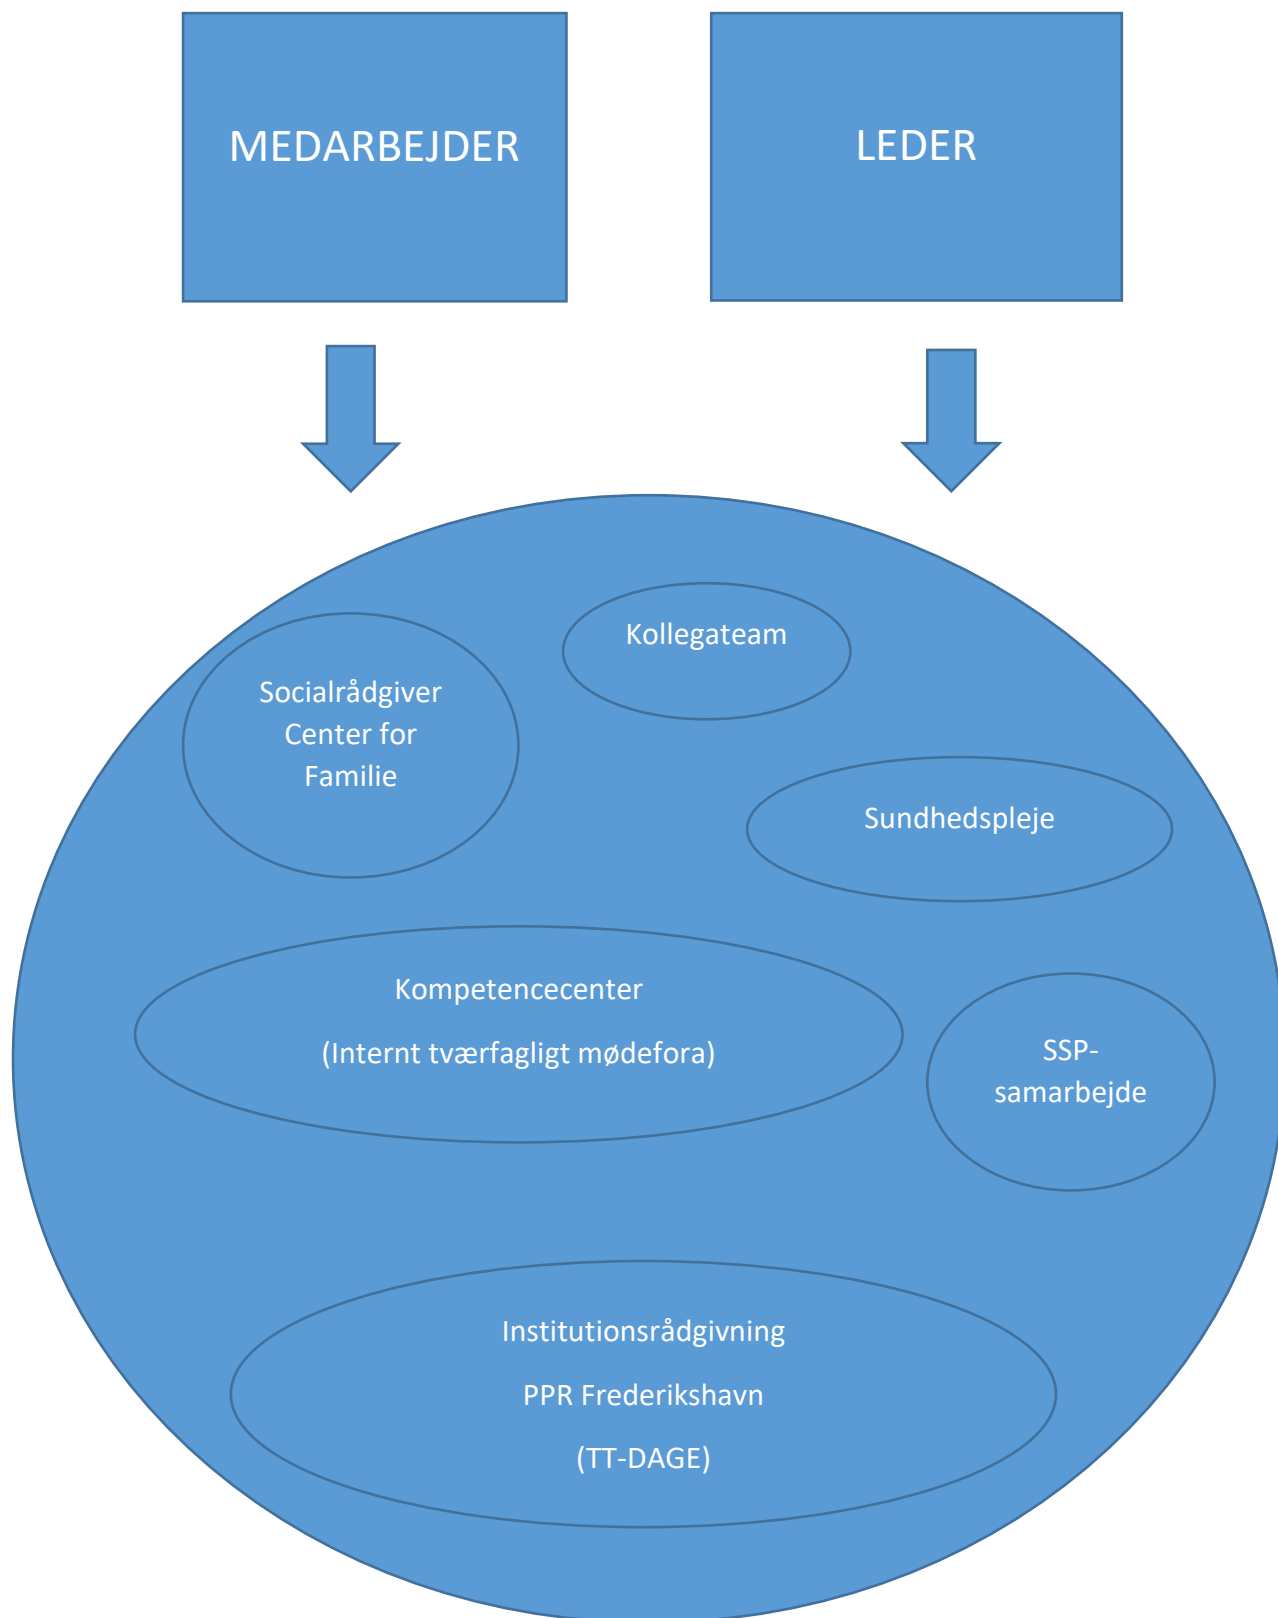 MEDARBEJDER
LEDER
Kollegateam
Socialrådgiver
Center for
Familie
Sundhedspleje
Kompetencecenter
(Internt tværfagligt mødefora)
SSP-
samarbejde
Institutionsrådgivning
PPR Frederikshavn
(TT-DAGE)